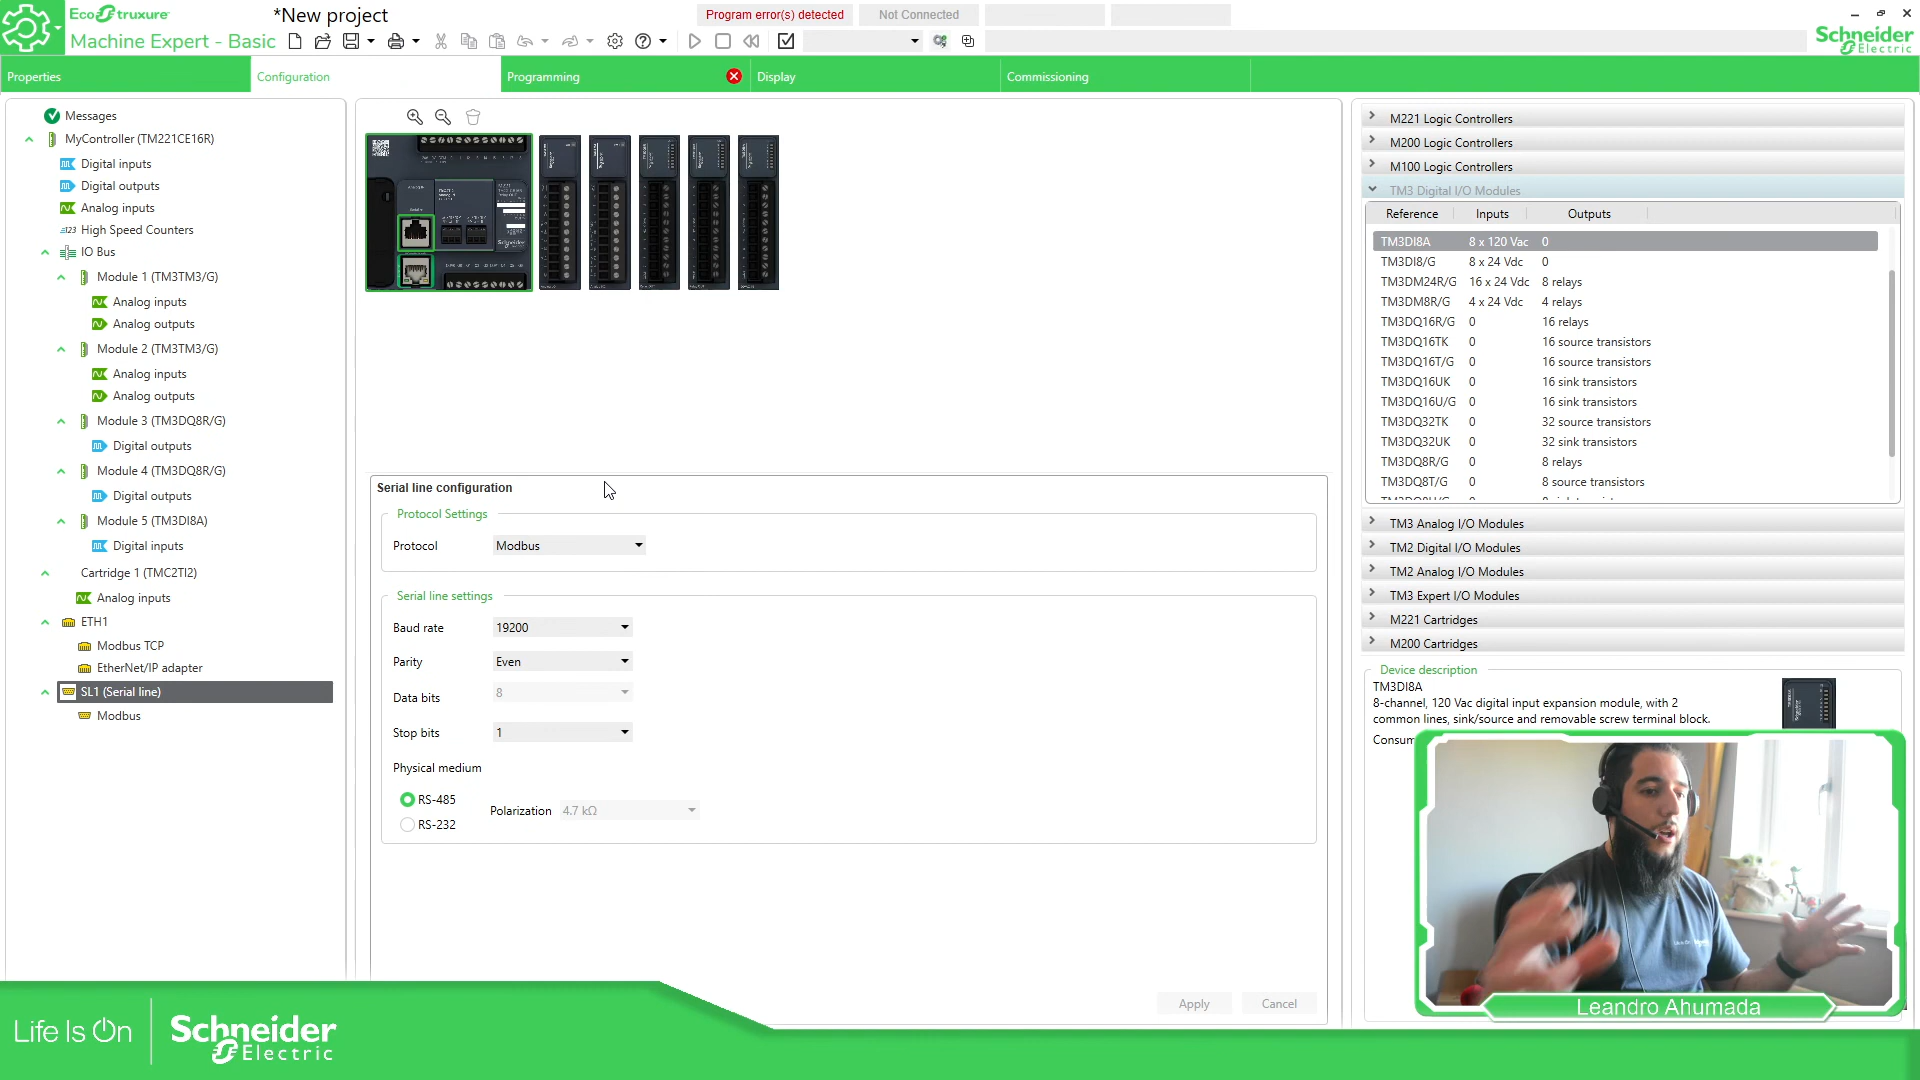 EcoStruxure
Machine Expert - Basic
*New project
Program error(s) detected
Not Connected
Schneider
Electric
Properties
Configuration
Programming
Display
Commissioning
Messages
MyController (TM221CE16R)
Digital inputs
Digital outputs
Analog inputs
High Speed Counters
IO Bus
Module 1 (TM3TM3/G)
Analog inputs
Analog outputs
Module 2 (TM3TM3/G)
Analog inputs
Analog outputs
Module 3 (TM3DQ8R/G)
Digital outputs
Module 4 (TM3DQ8R/G)
Digital outputs
Module 5 (TM3DI8A)
Digital inputs
Cartridge 1 (TMC2TI2)
Analog inputs
ETH1
Modbus TCP
EtherNet/IP adapter
SL1 (Serial line)
Modbus
Serial line configuration
Protocol Settings
Protocol Modbus
Serial line settings
Baud rate 19200
Parity Even
Data bits 8
Stop bits 1
Physical medium
RS-485
RS-232
Polarization 4.7 kΩ
Apply Cancel
M221 Logic Controllers
M200 Logic Controllers
M100 Logic Controllers
TM3 Digital I/O Modules
Reference Inputs Outputs
TM3DI8A 8 x 120 Vac 0
TM3DI8/G 8 x 24 Vdc 0
TM3DM24R/G 16 x 24 Vdc 8 relays
TM3DM8R/G 4 x 24 Vdc 4 relays
TM3DQ16R/G 0 16 relays
TM3DQ16TK 0 16 source transistors
TM3DQ16T/G 0 16 source transistors
TM3DQ16UK 0 16 sink transistors
TM3DQ16U/G 0 16 sink transistors
TM3DQ32TK 0 32 source transistors
TM3DQ32UK 0 32 sink transistors
TM3DQ8R/G 0 8 relays
TM3DQ8T/G 0 8 source transistors
TM3 Analog I/O Modules
TM2 Digital I/O Modules
TM2 Analog I/O Modules
TM3 Expert I/O Modules
M221 Cartridges
M200 Cartridges
Device description
TM3DI8A
8-channel, 120 Vac digital input expansion module, with 2
common lines, sink/source and removable screw terminal block.
Consum
Leandro Ahumada
Life Is On
Schneider
Electric